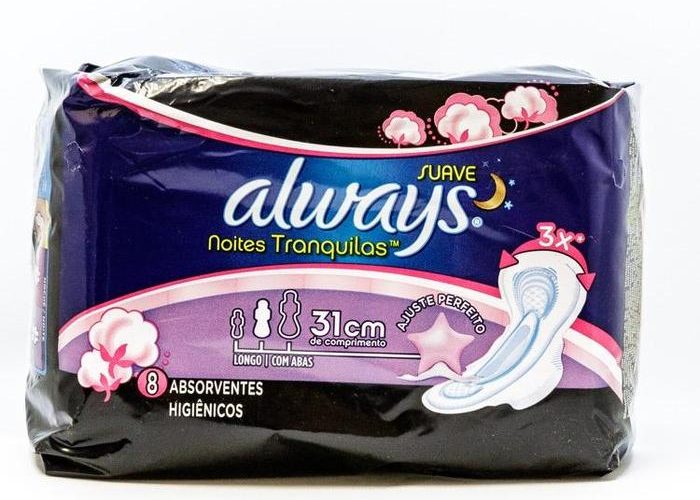 SUAVE
always®
Noites Tranquilas™
3x*
31cm
de comprimento
AJUSTE PERFEITO
LONGO | COM ABAS
8 ABSORVENTES
HIGIÊNICOS